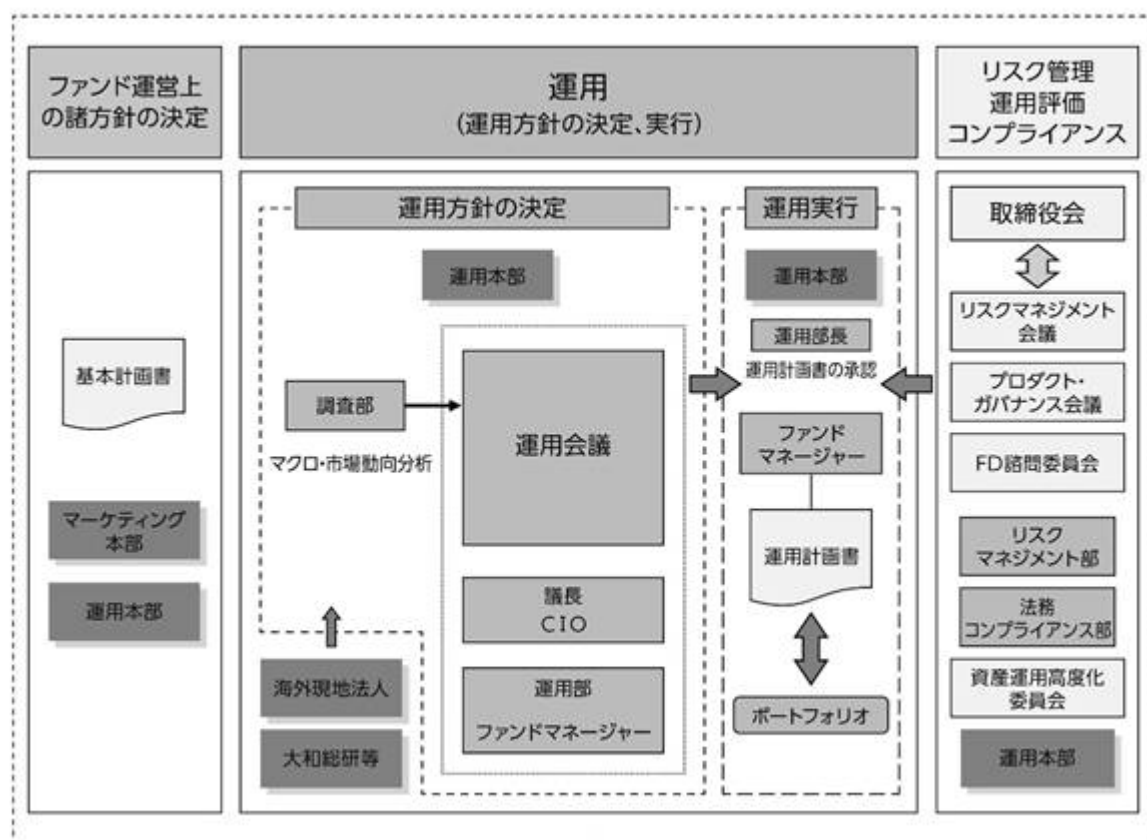 ファンド運営上
の諸方針の決定
運用
(運用方針の決定、実行)
リスク管理
運用評価
コンプライアンス
基本計画書
マーケティング
本部
運用本部
運用方針の決定
運用本部
調査部
マクロ・市場動向分析
運用会議
議長
CIO
運用部
ファンドマネージャー
海外現地法人
大和総研等
運用実行
運用本部
運用部長
運用計画書の承認
ファンド
マネージャー
運用計画書
ポートフォリオ
取締役会
リスクマネジメント
会議
プロダクト・
ガバナンス会議
FD諮問委員会
リスク
マネジメント部
法務
コンプライアンス部
資産運用高度化
委員会
運用本部